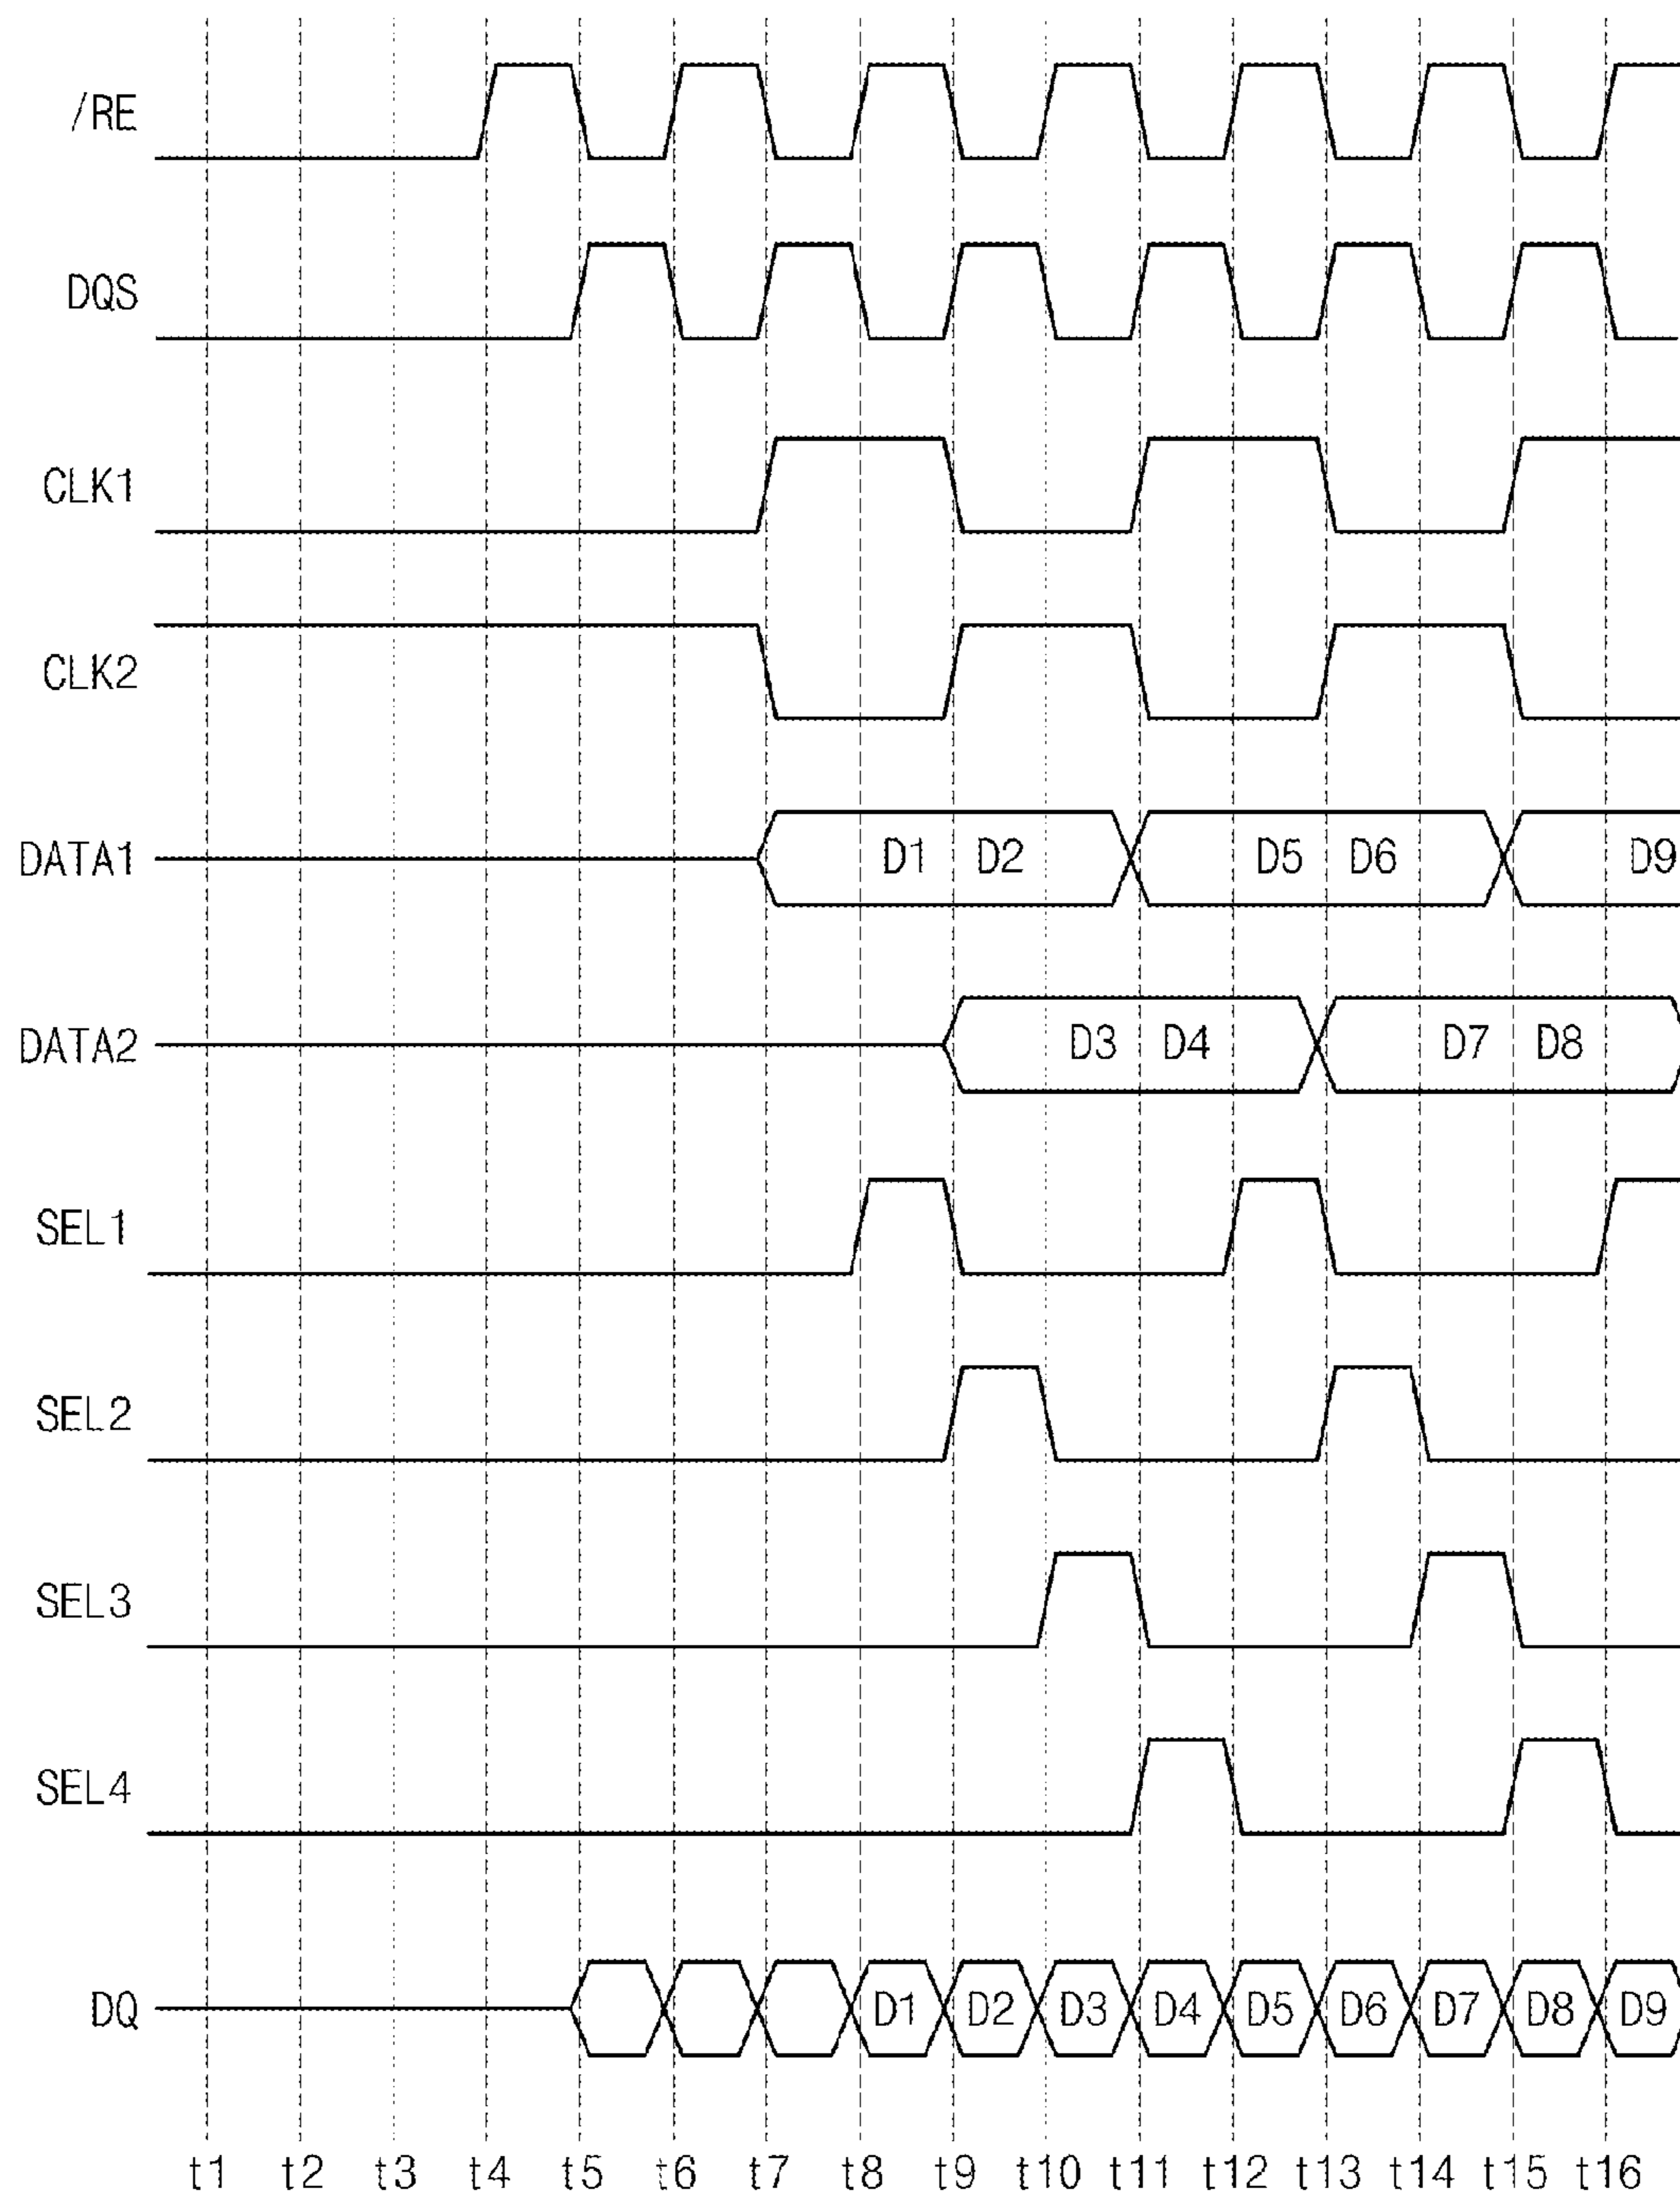 /RE
DQS
CLK1
CLK2
DATA1 D1 D2 D5 D6 D9
DATA2 D3 D4 D7 D8
SEL1
SEL2
SEL3
SEL4
DQ D1 D2 D3 D4 D5 D6 D7 D8 D9
t1 t2 t3 t4 t5 t6 t7 t8 t9 t10 t11 t12 t13 t14 t15 t16